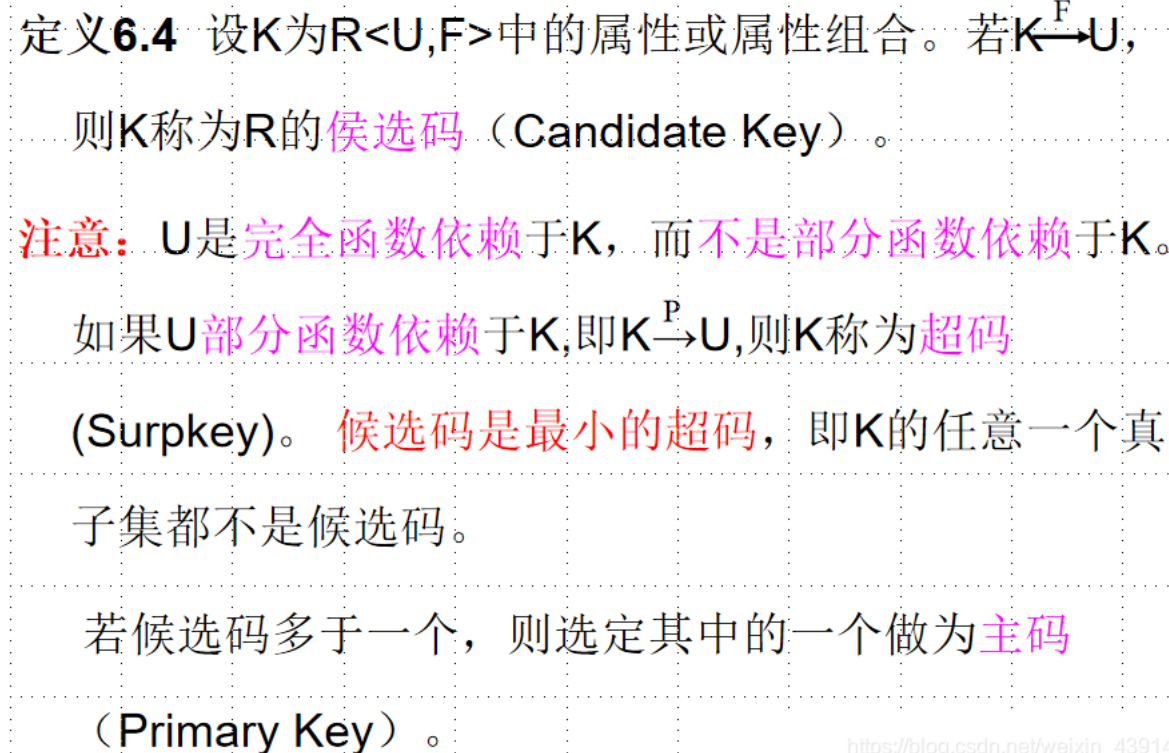 定义6.4 设K为R<U,F>中的属性或属性组合。若K—F→U，
则K称为R的侯选码（Candidate Key）。
注意：U是完全函数依赖于K，而不是部分函数依赖于K。
如果U部分函数依赖于K,即K—P→U,则K称为超码
(Surpkey)。候选码是最小的超码，即K的任意一个真
子集都不是候选码。
若候选码多于一个，则选定其中的一个做为主码
（Primary Key）。
https://blog.csdn.net/weixin_43914